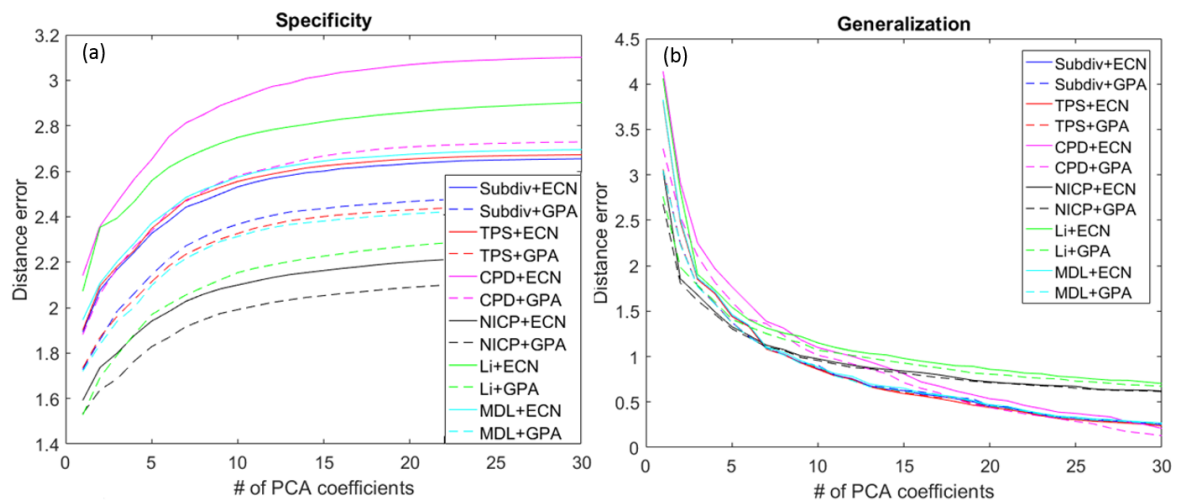 Specificity
(a)
3.2
3
2.8
2.6
2.4
2.2
2
1.8
1.6
1.4
Distance error
0 5 10 15 20 25 30
# of PCA coefficients
Subdiv+ECN
Subdiv+GPA
TPS+ECN
TPS+GPA
CPD+ECN
CPD+GPA
NICP+ECN
NICP+GPA
Li+ECN
Li+GPA
MDL+ECN
MDL+GPA
Generalization
(b)
4.5
4
3.5
3
2.5
2
1.5
1
0.5
0
Distance error
0 5 10 15 20 25 30
# of PCA coefficients
Subdiv+ECN
Subdiv+GPA
TPS+ECN
TPS+GPA
CPD+ECN
CPD+GPA
NICP+ECN
NICP+GPA
Li+ECN
Li+GPA
MDL+ECN
MDL+GPA